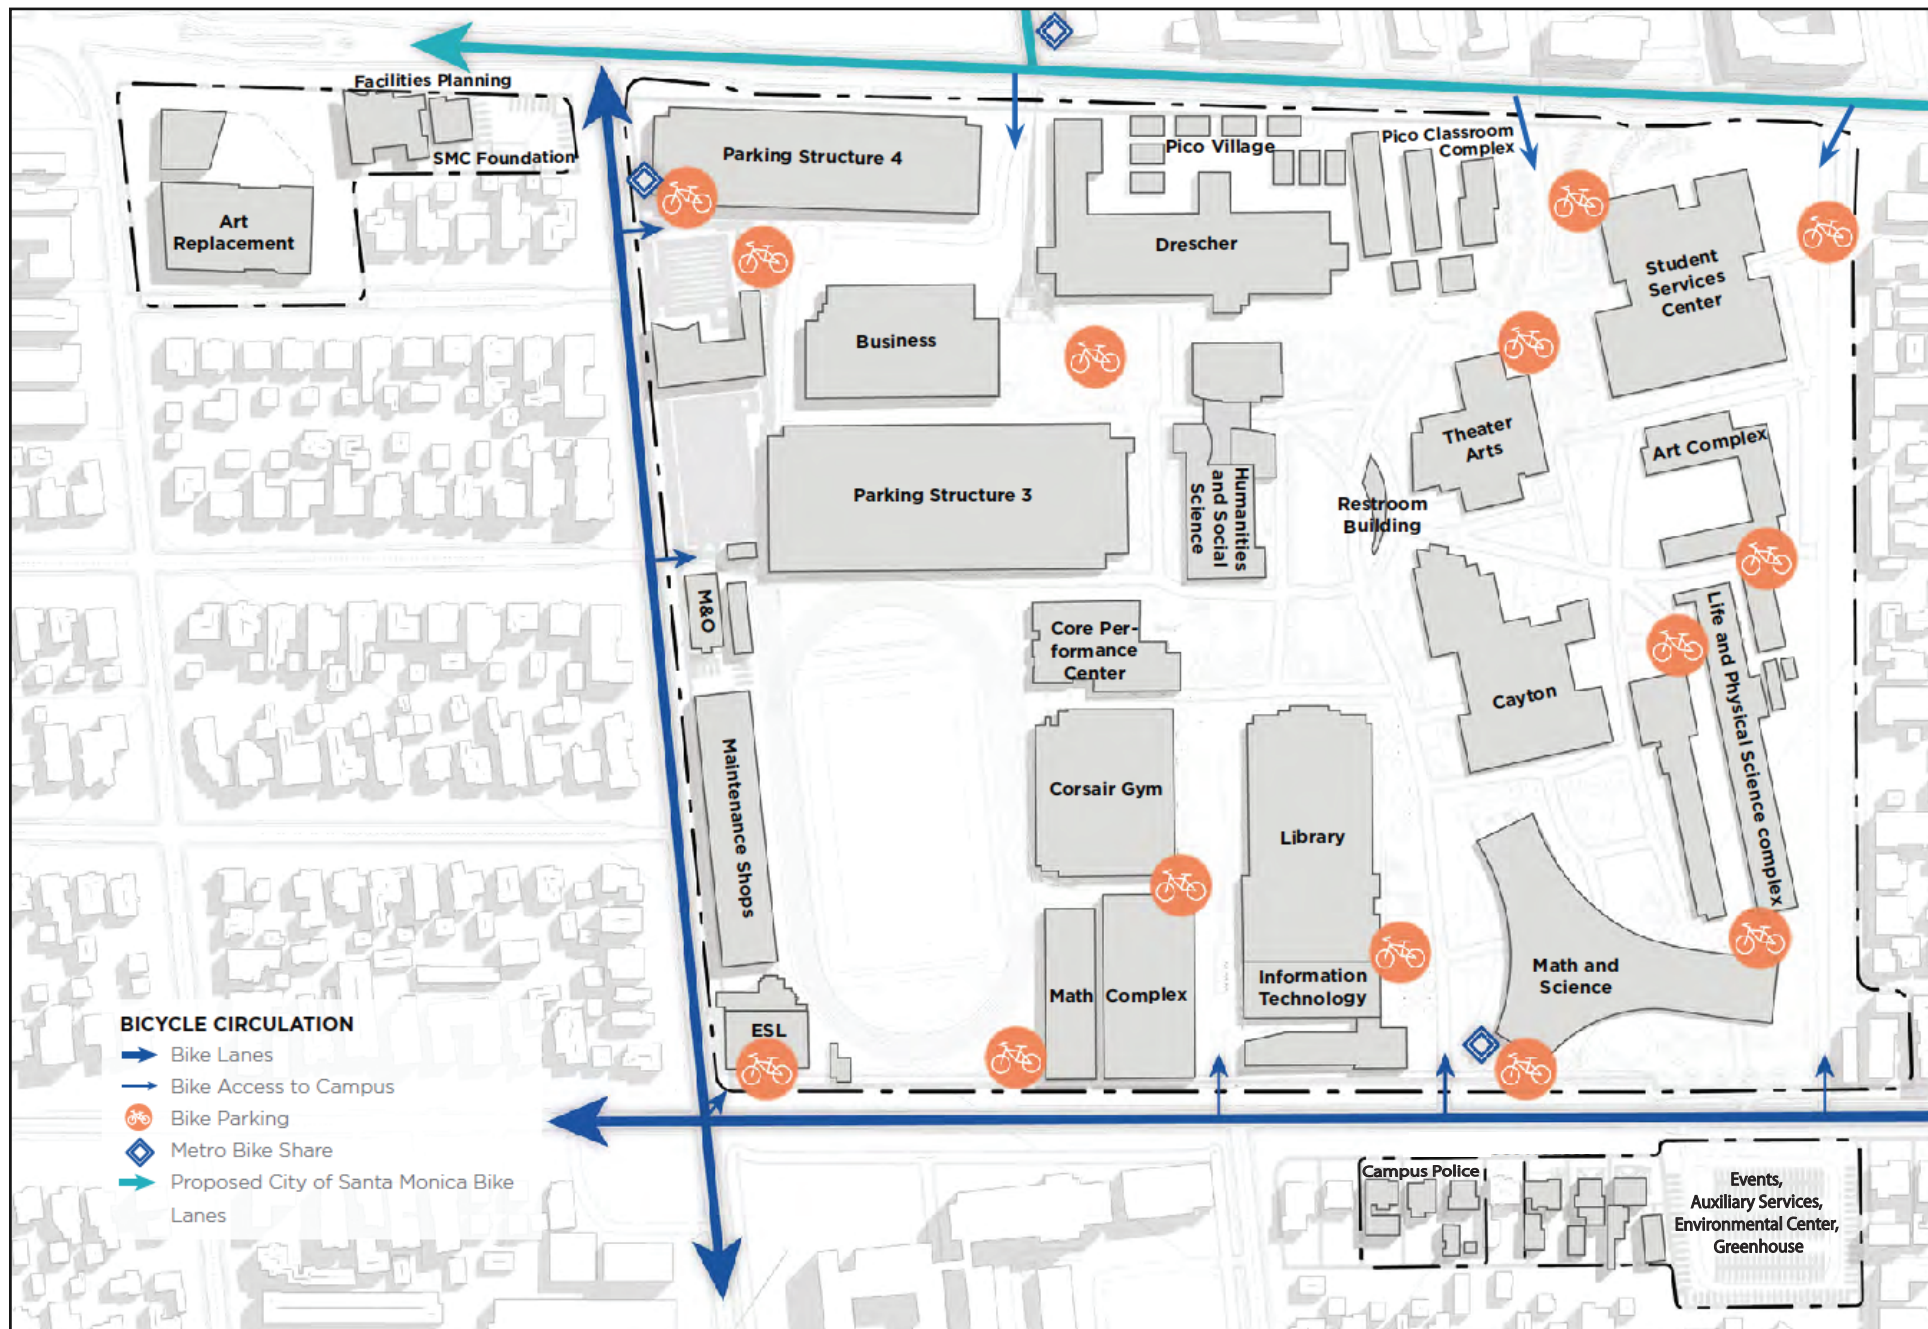 Facilities Planning
SMC Foundation
Art
Replacement
Parking Structure 4
Pico Village
Pico Classroom
Complex
Drescher
Student
Services
Center
Business
Theater
Arts
Art Complex
Parking Structure 3
Humanities
and Social
Science
Restroom
Building
M&O
Core Per-
formance
Center
Cayton
Life and Physical Science complex
Maintenance Shops
Corsair Gym
Library
Math Complex
Information
Technology
Math and
Science
ESL
BICYCLE CIRCULATION
Bike Lanes
Bike Access to Campus
Bike Parking
Metro Bike Share
Proposed City of Santa Monica Bike
Lanes
Campus Police
Events,
Auxiliary Services,
Environmental Center,
Greenhouse